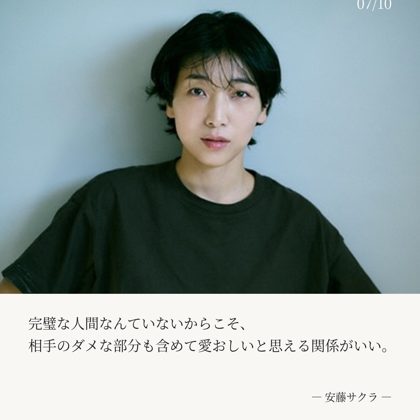 07/10
完璧な人間なんていないからこそ、
相手のダメな部分も含めて愛おしいと思える関係がいい。
— 安藤サクラ —